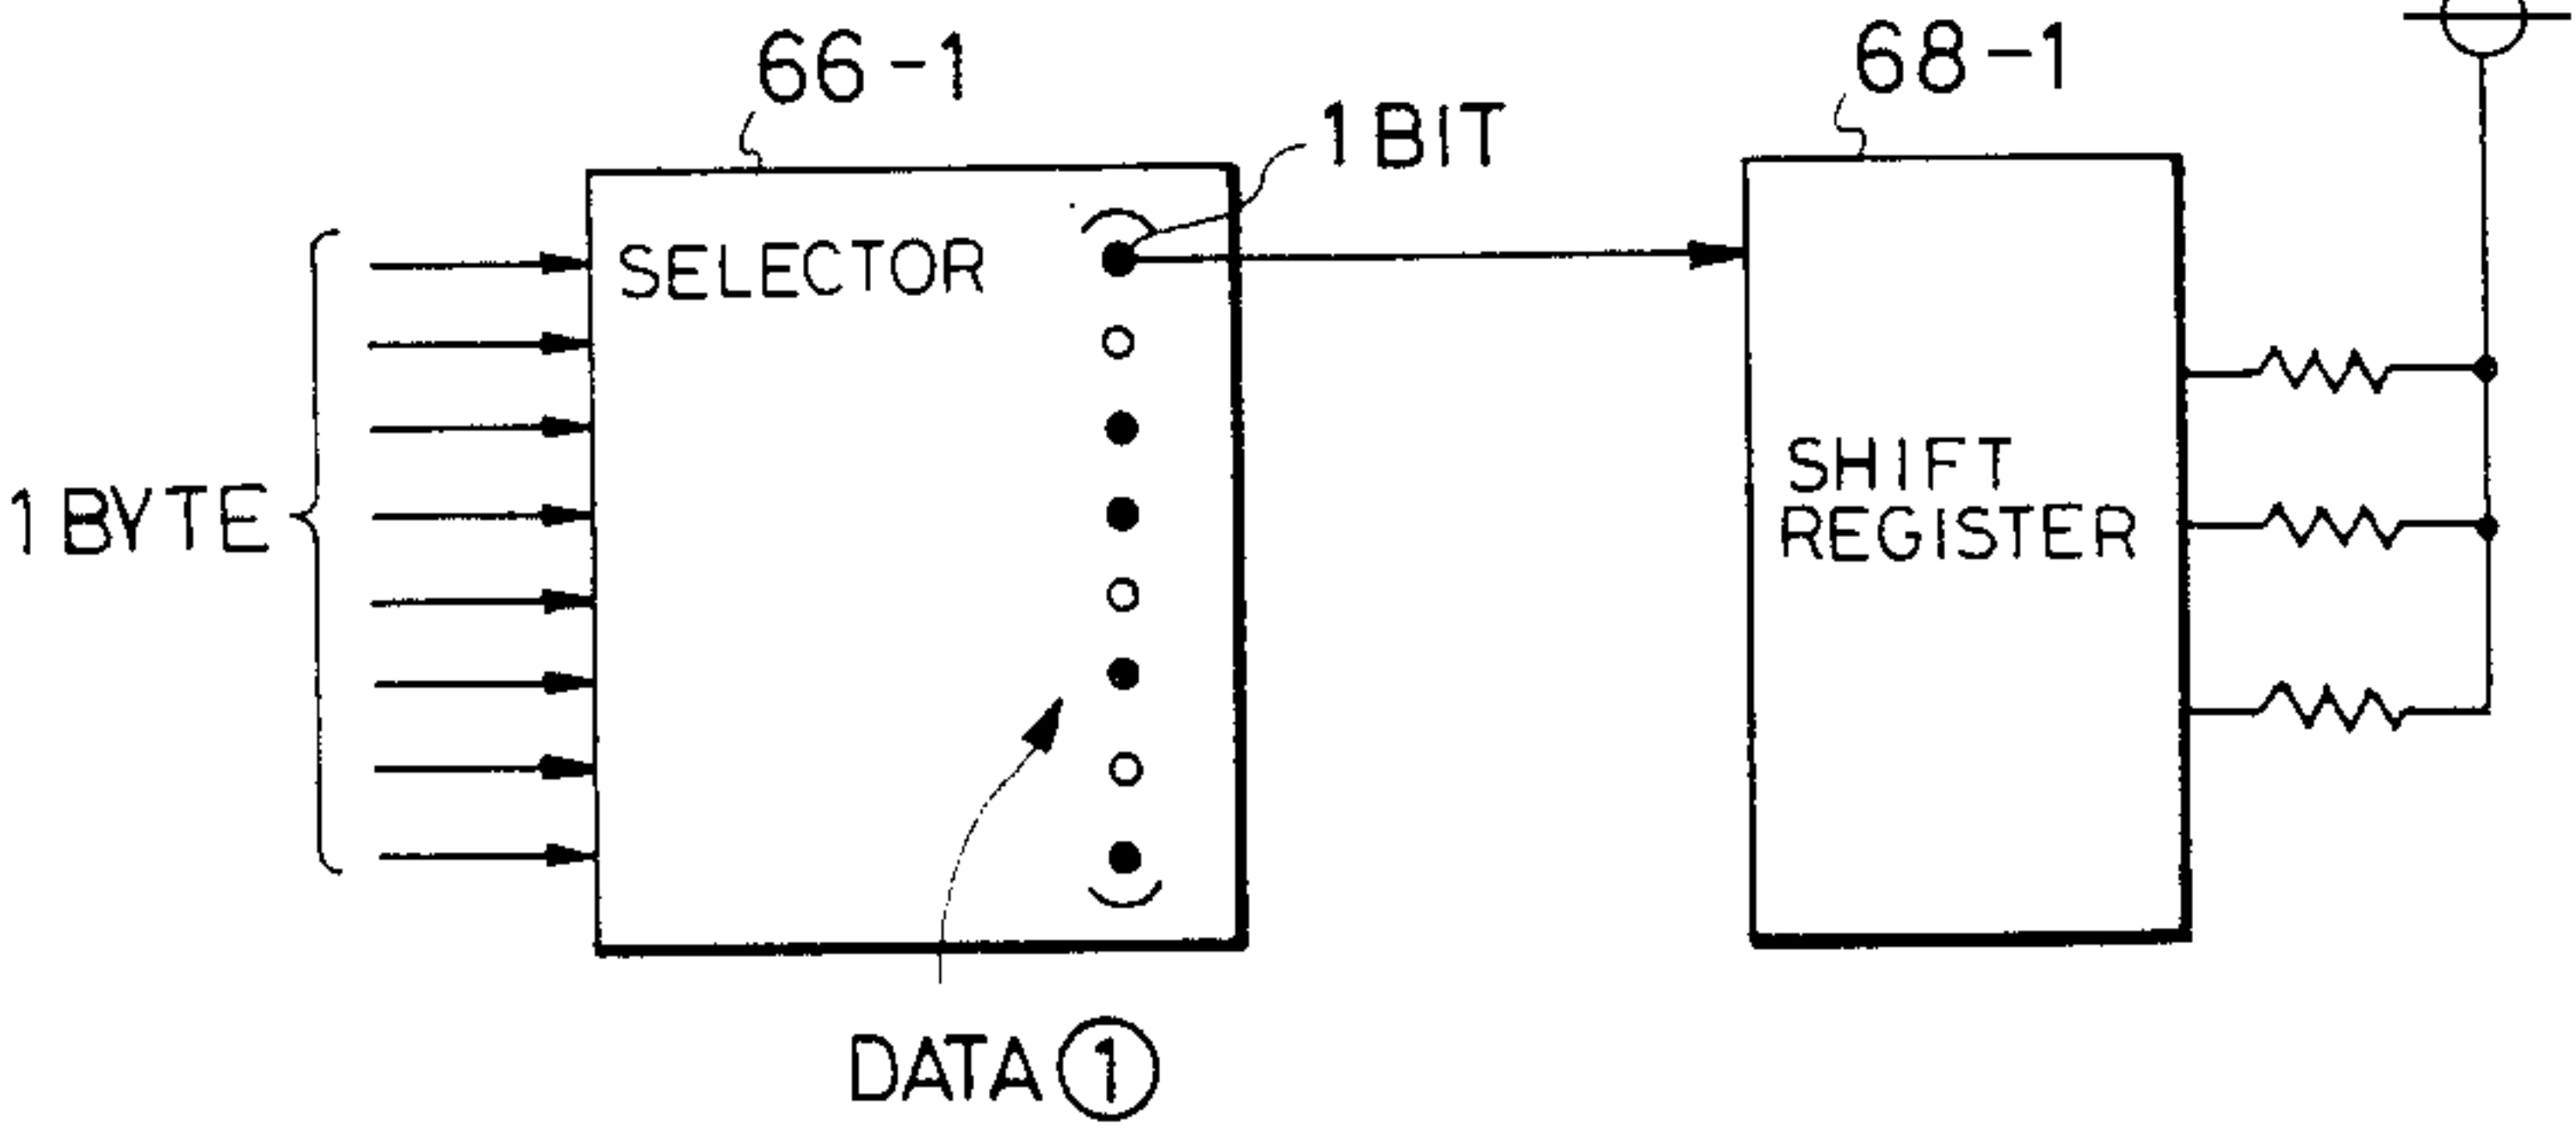 66-1
68-1
1 BIT
SELECTOR
1 BYTE
SHIFT
REGISTER
DATA ①